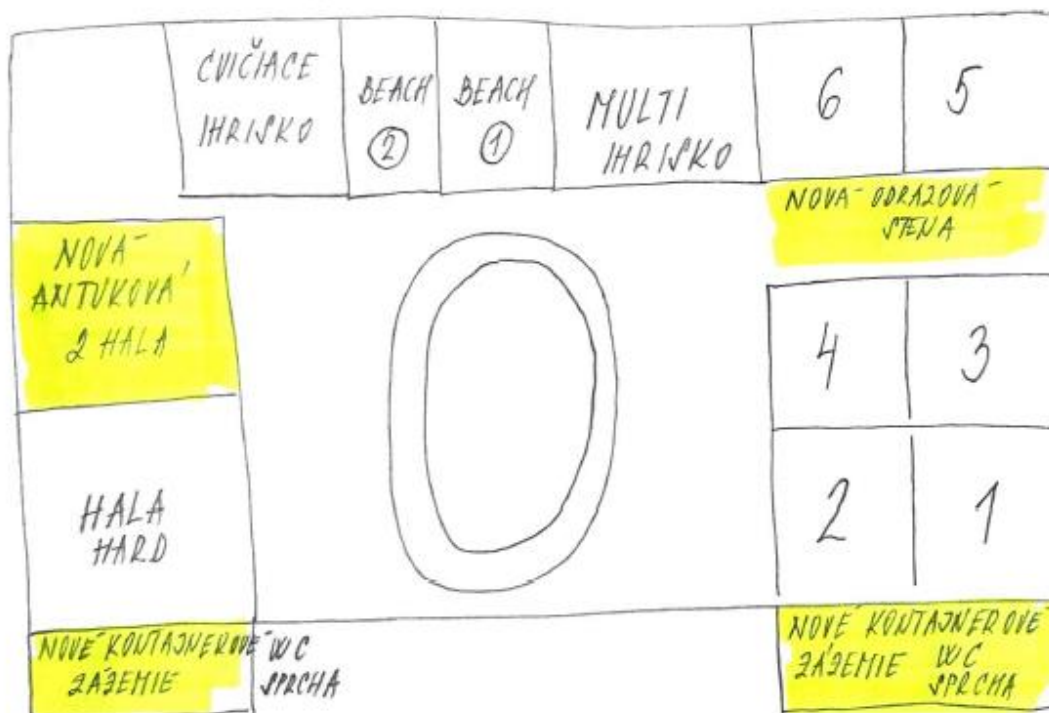 CVIČIACE
IHRISKO
BEACH
2
BEACH
1
MULTI
IHRISKO
6
5
NOVÁ ODRAZOVÁ
STENA
NOVÁ
ANTUKOVÁ
2 HALA
4
3
HALA
HARD
2
1
NOVÉ KONTAJNEROVÉ WC
ZÁZEMIE SPRCHA
NOVÉ KONTAJNEROVÉ
ZÁZEMIE WC
SPRCHA